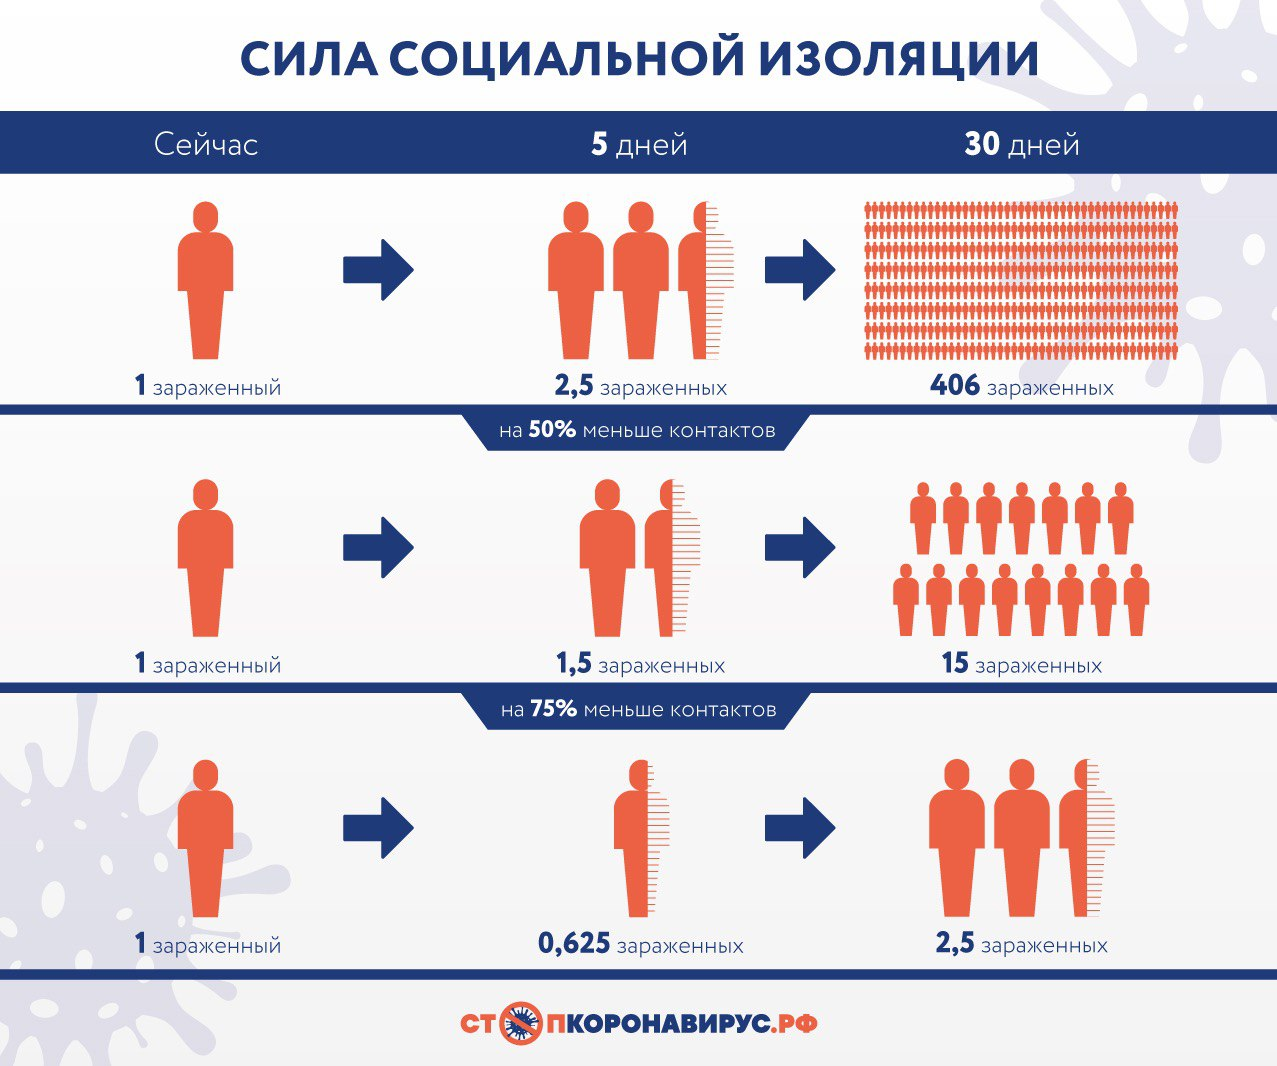 СИЛА СОЦИАЛЬНОЙ ИЗОЛЯЦИИ
Сейчас
5 дней
30 дней
1 зараженный
2,5 зараженных
406 зараженных
на 50% меньше контактов
1 зараженный
1,5 зараженных
15 зараженных
на 75% меньше контактов
1 зараженный
0,625 зараженных
2,5 зараженных
СТОПКОРОНАВИРУС.РФ